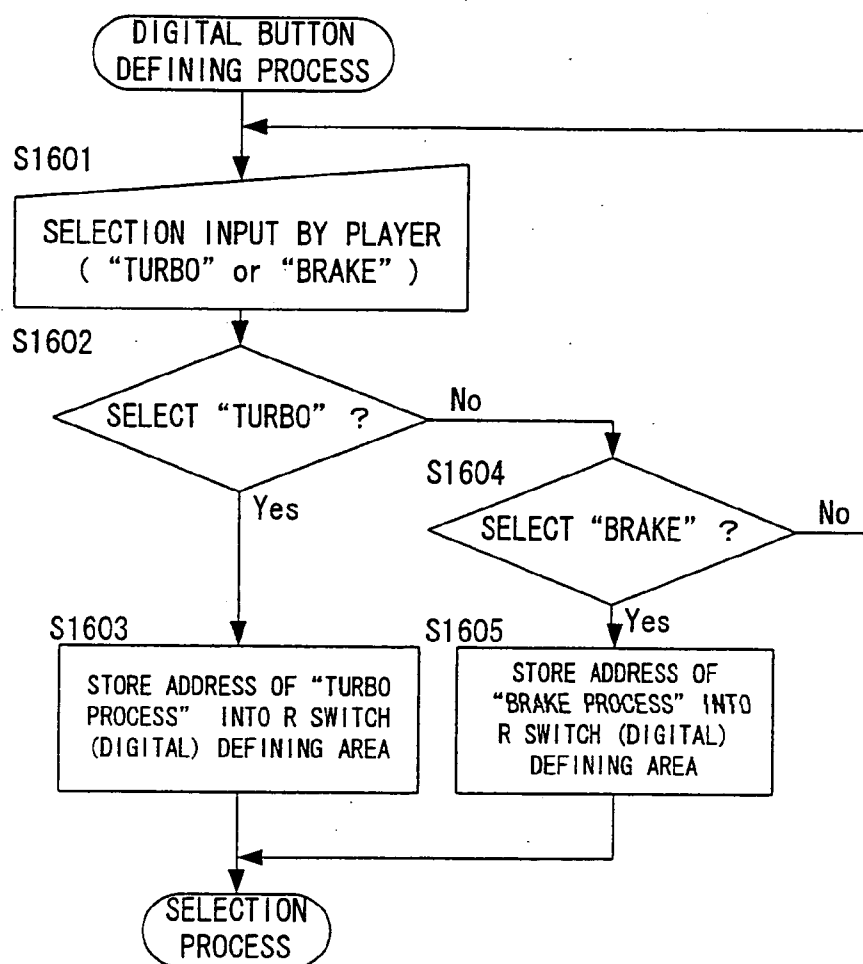 DIGITAL BUTTON
DEFINING PROCESS
S1601
SELECTION INPUT BY PLAYER
( “TURBO” or “BRAKE” )
S1602
SELECT “TURBO” ?
No
Yes
S1604
SELECT “BRAKE” ?
No
Yes
S1603
STORE ADDRESS OF “TURBO
PROCESS” INTO R SWITCH
(DIGITAL) DEFINING AREA
S1605
STORE ADDRESS OF
“BRAKE PROCESS” INTO
R SWITCH (DIGITAL)
DEFINING AREA
SELECTION
PROCESS